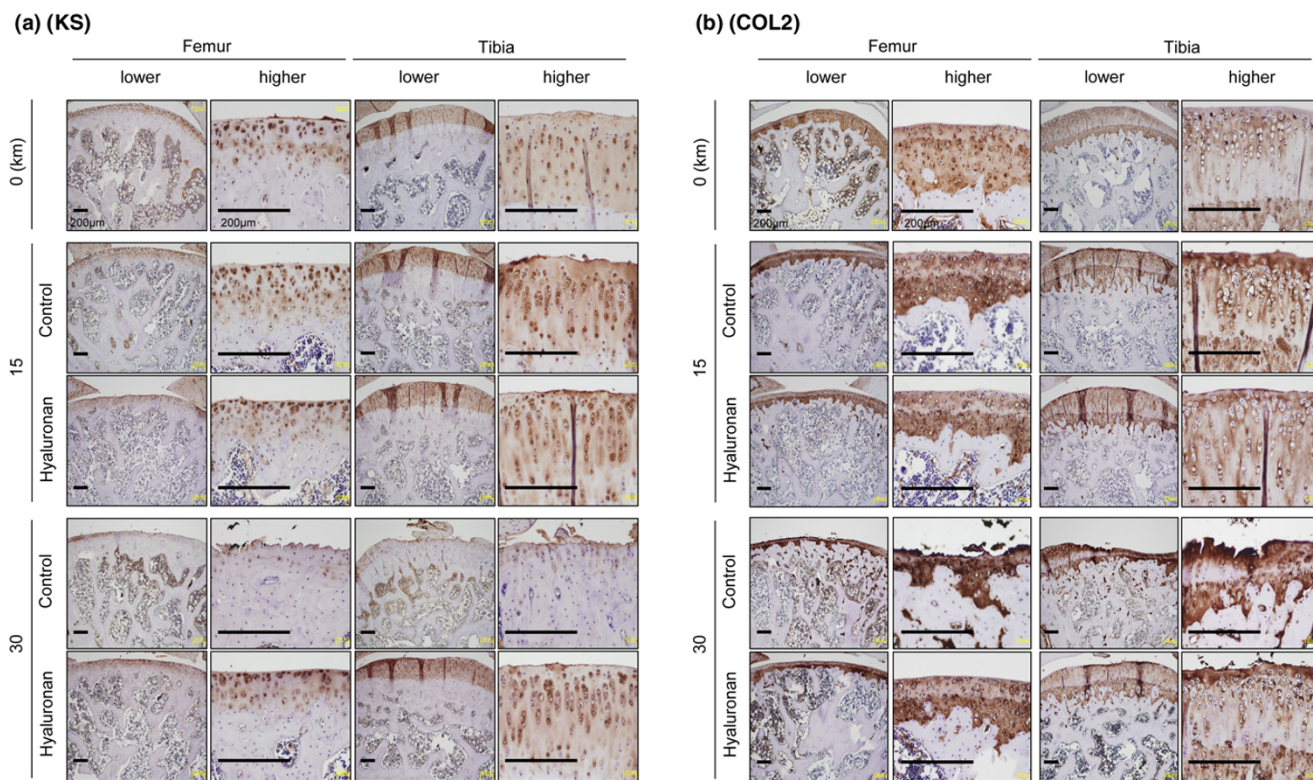 (a) (KS)
Femur
Tibia
lower
higher
lower
higher
0 (km)
200μm
200μm
15
Control
Hyaluronan
30
Control
Hyaluronan
(b) (COL2)
Femur
Tibia
lower
higher
lower
higher
0 (km)
200μm
200μm
15
Control
Hyaluronan
30
Control
Hyaluronan